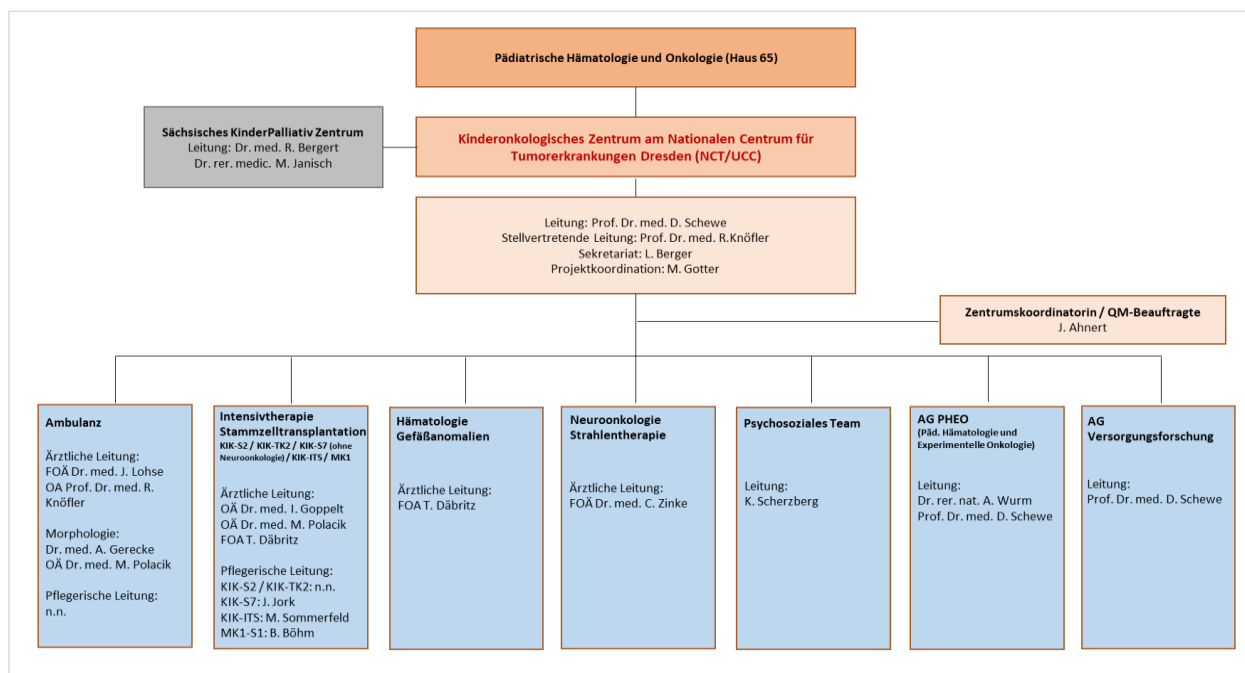 Pädiatrische Hämatologie und Onkologie (Haus 65)
Sächsisches KinderPalliativ Zentrum
Leitung: Dr. med. R. Bergert
Dr. rer. medic. M. Janisch
Kinderonkologisches Zentrum am Nationalen Centrum für
Tumorerkrankungen Dresden (NCT/UCC)
Leitung: Prof. Dr. med. D. Schewe
Stellvertretende Leitung: Prof. Dr. med. R.Knöfler
Sekretariat: L. Berger
Projektkoordination: M. Gotter
Zentrumskoordinatorin / QM-Beauftragte
J. Ahnert
Ambulanz
Ärztliche Leitung:
FOÄ Dr. med. J. Lohse
OA Prof. Dr. med. R.
Knöfler
Morphologie:
Dr. med. A. Gerecke
OÄ Dr. med. M. Polacik
Pflegerische Leitung:
n.n.
Intensivtherapie
Stammzelltransplantation
KIK-S2 / KIK-TK2 / KIK-S7 (ohne
Neuroonkologie) / KIK-ITS / MK1
Ärztliche Leitung:
OÄ Dr. med. I. Goppelt
OÄ Dr. med. M. Polacik
FOA T. Däbritz
Pflegerische Leitung:
KIK-S2 / KIK-TK2: n.n.
KIK-S7: J. Jork
KIK-ITS: M. Sommerfeld
MK1-S1: B. Böhm
Hämatologie
Gefäßanomalien
Ärztliche Leitung:
FOA T. Däbritz
Neuroonkologie
Strahlentherapie
Ärztliche Leitung:
FOÄ Dr. med. C. Zinke
Psychosoziales Team
Leitung:
K. Scherzberg
AG PHEO
(Päd. Hämatologie und
Experimentelle Onkologie)
Leitung:
Dr. rer. nat. A. Wurm
Prof. Dr. med. D. Schewe
AG
Versorgungsforschung
Leitung:
Prof. Dr. med. D. Schewe